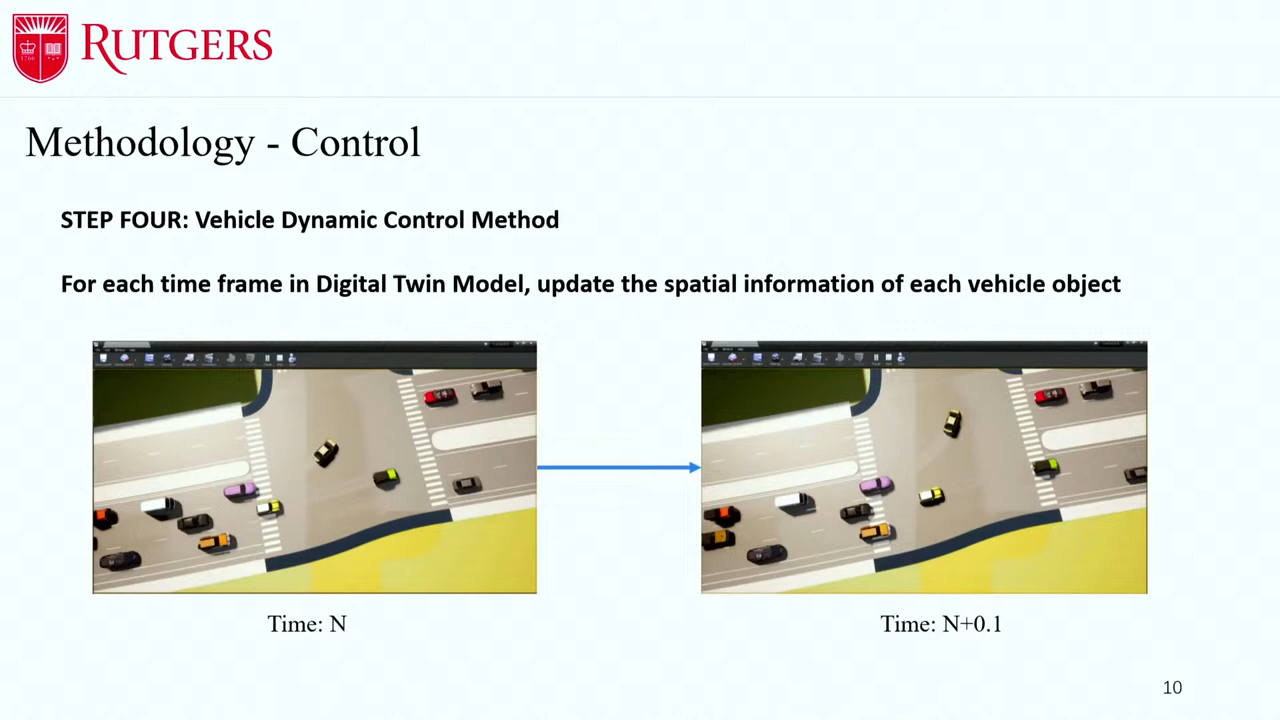 RUTGERS
1766
Methodology - Control
STEP FOUR: Vehicle Dynamic Control Method
For each time frame in Digital Twin Model, update the spatial information of each vehicle object
Time: N
Time: N+0.1
10